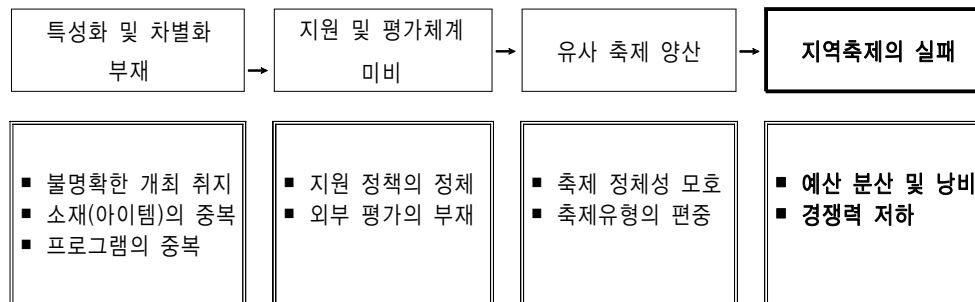 특성화 및 차별화
부재
→
지원 및 평가체계
미비
→
유사 축제 양산
→
지역축제의 실패
▪ 불명확한 개최 취지
▪ 소재(아이템)의 중복
▪ 프로그램의 중복
▪ 지원 정책의 정체
▪ 외부 평가의 부재
▪ 축제 정체성 모호
▪ 축제유형의 편중
▪ 예산 분산 및 낭비
▪ 경쟁력 저하